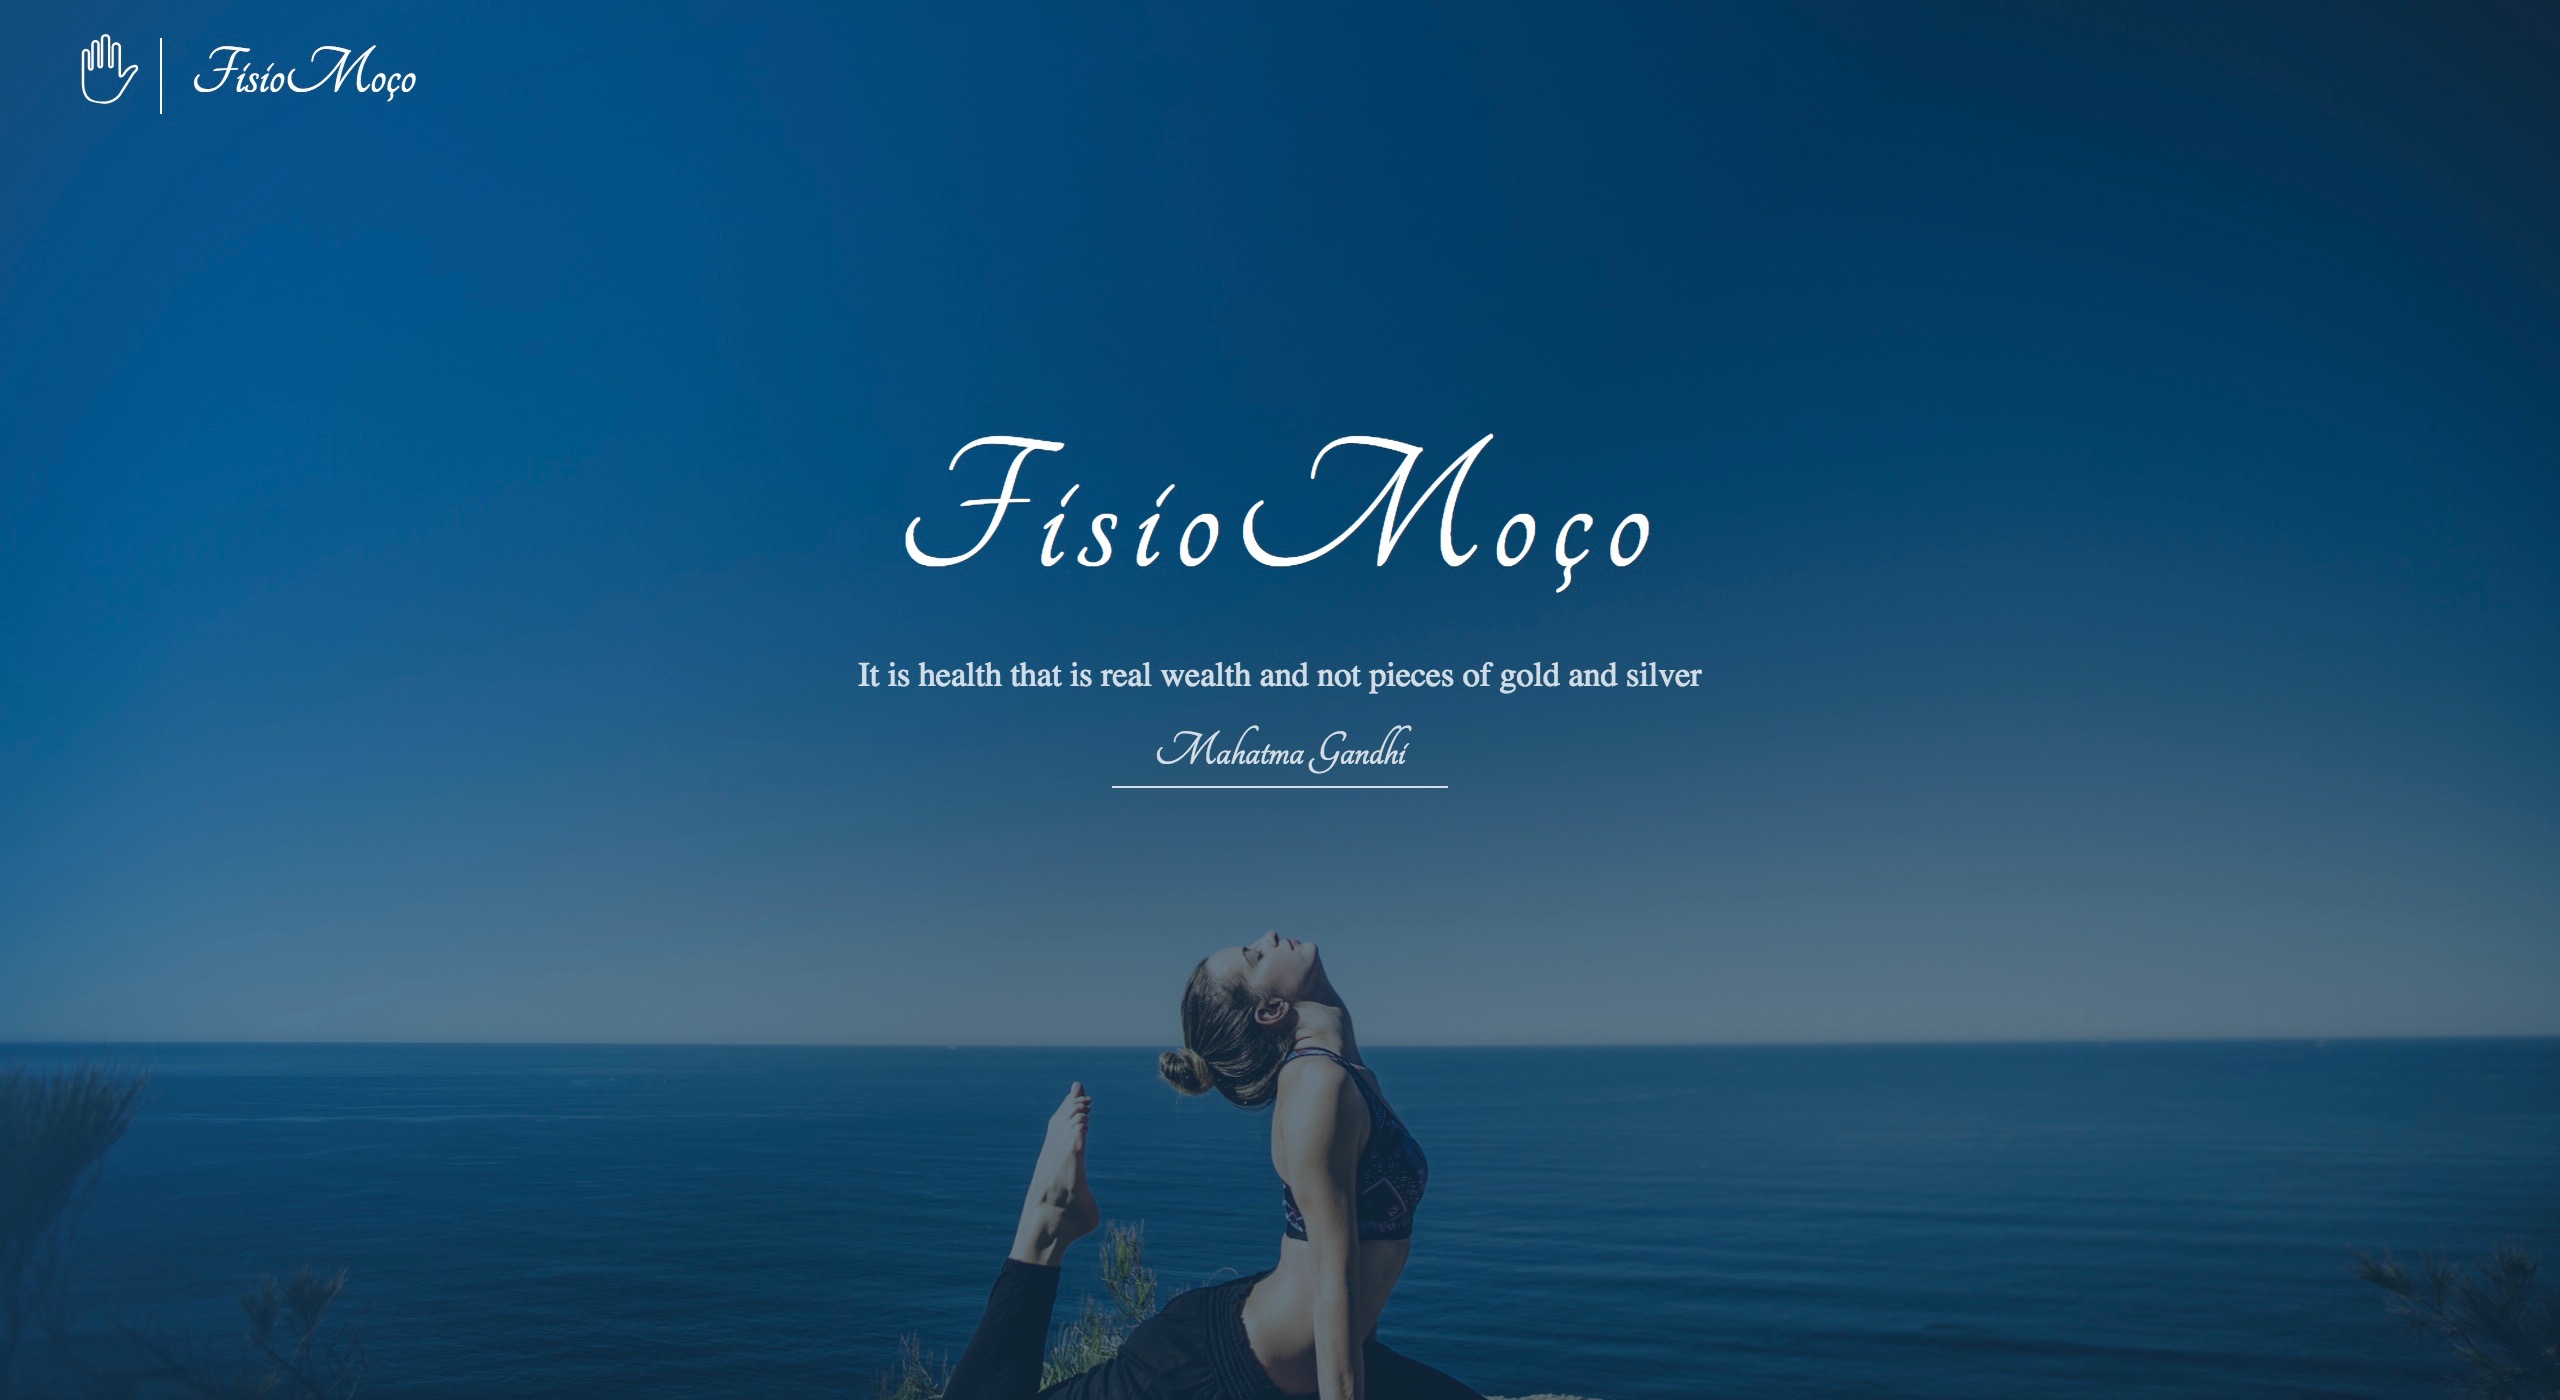 FisioMoço
FisioMoço
It is health that is real wealth and not pieces of gold and silver
Mahatma Gandhi